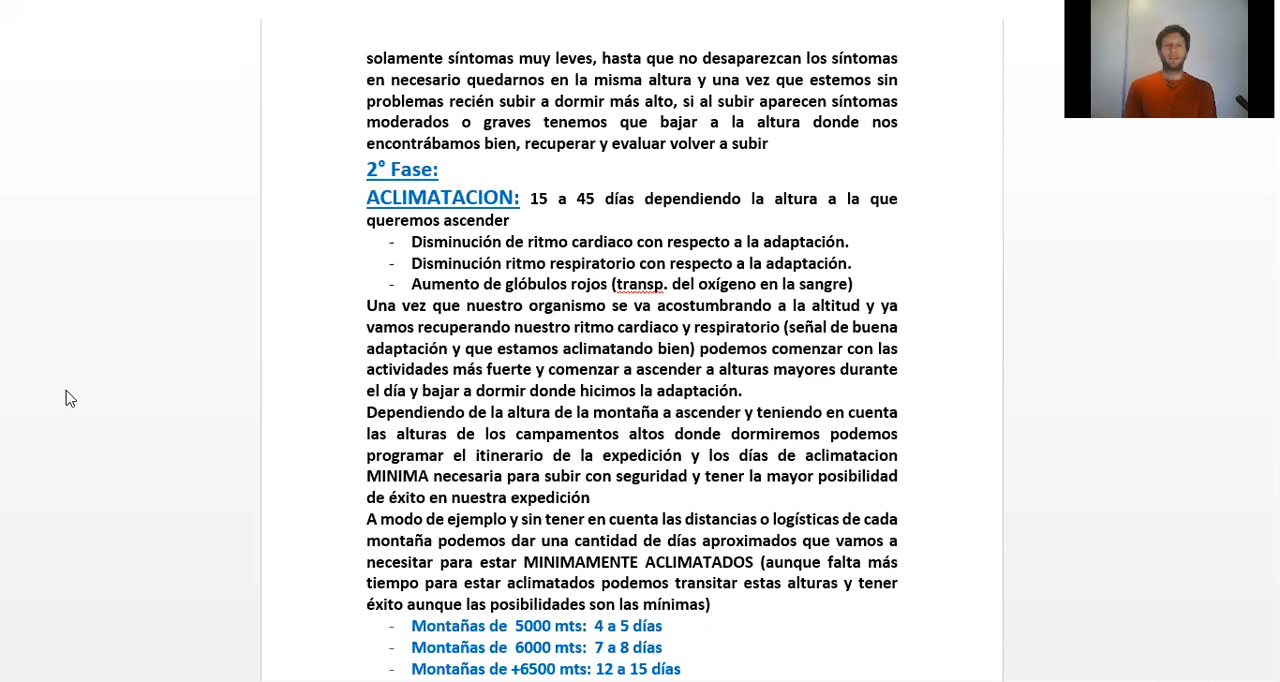 solamente síntomas muy leves, hasta que no desaparezcan los síntomas
en necesario quedarnos en la misma altura y una vez que estemos sin
problemas recién subir a dormir más alto, si al subir aparecen síntomas
moderados o graves tenemos que bajar a la altura donde nos
encontrábamos bien, recuperar y evaluar volver a subir
2° Fase:
ACLIMATACION: 15 a 45 días dependiendo la altura a la que
queremos ascender
- Disminución de ritmo cardiaco con respecto a la adaptación.
- Disminución ritmo respiratorio con respecto a la adaptación.
- Aumento de glóbulos rojos (transp. del oxígeno en la sangre)
Una vez que nuestro organismo se va acostumbrando a la altitud y ya
vamos recuperando nuestro ritmo cardiaco y respiratorio (señal de buena
adaptación y que estamos aclimatando bien) podemos comenzar con las
actividades más fuerte y comenzar a ascender a alturas mayores durante
el día y bajar a dormir donde hicimos la adaptación.
Dependiendo de la altura de la montaña a ascender y teniendo en cuenta
las alturas de los campamentos altos donde dormiremos podemos
programar el itinerario de la expedición y los días de aclimatacion
MINIMA necesaria para subir con seguridad y tener la mayor posibilidad
de éxito en nuestra expedición
A modo de ejemplo y sin tener en cuenta las distancias o logísticas de cada
montaña podemos dar una cantidad de días aproximados que vamos a
necesitar para estar MINIMAMENTE ACLIMATADOS (aunque falta más
tiempo para estar aclimatados podemos transitar estas alturas y tener
éxito aunque las posibilidades son las mínimas)
- Montañas de 5000 mts: 4 a 5 días
- Montañas de 6000 mts: 7 a 8 días
- Montañas de +6500 mts: 12 a 15 días